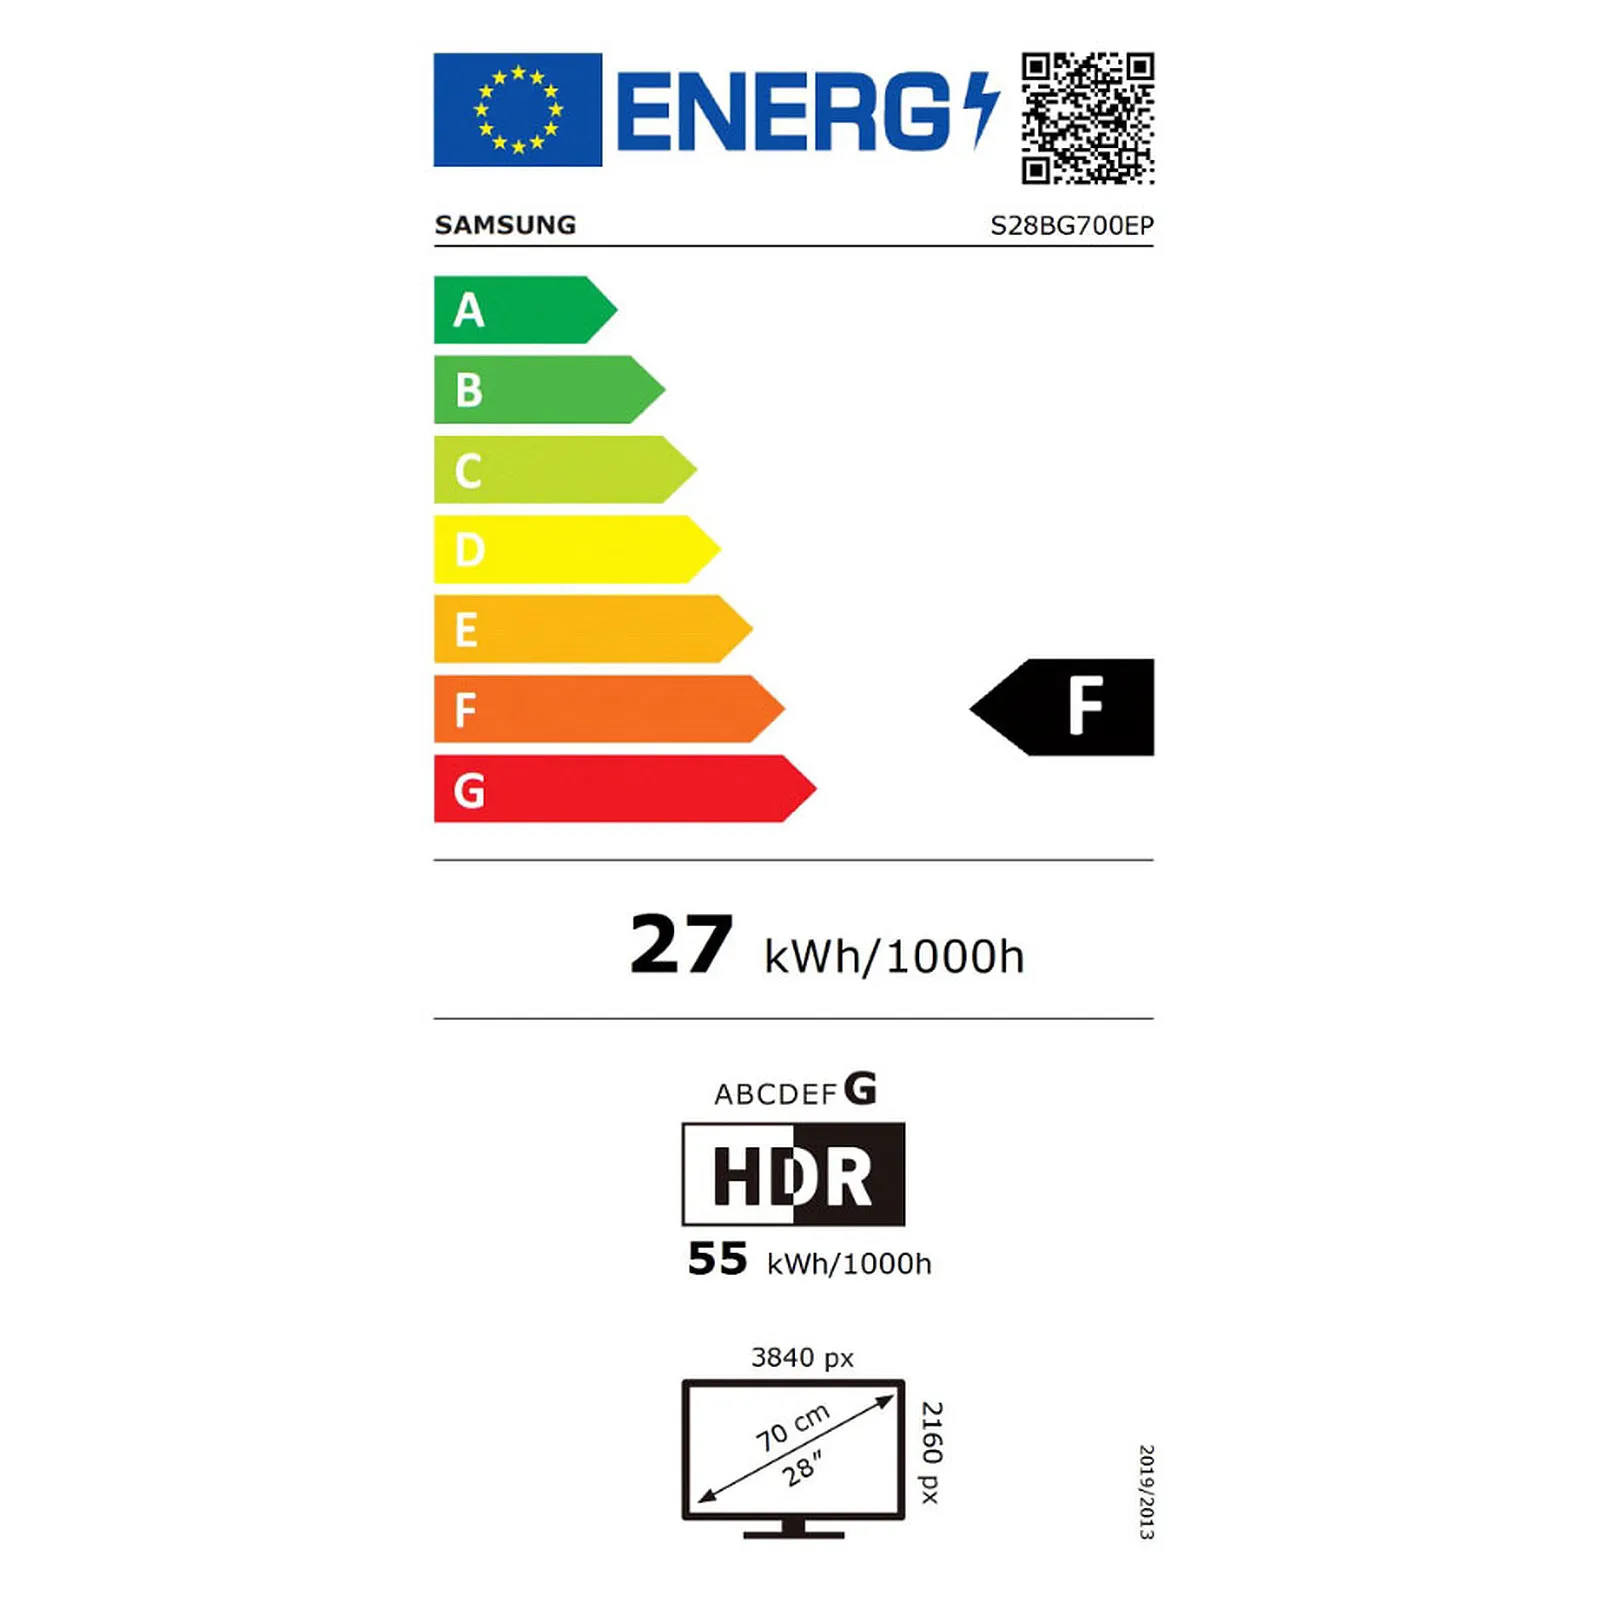 ENERG
SAMSUNG S28BG700EP
A
B
C
D
E
F
F
G
27 kWh/1000h
ABCDEFG
HDR
55 kWh/1000h
3840 px
70 cm
28"
2160 px
2019/2013